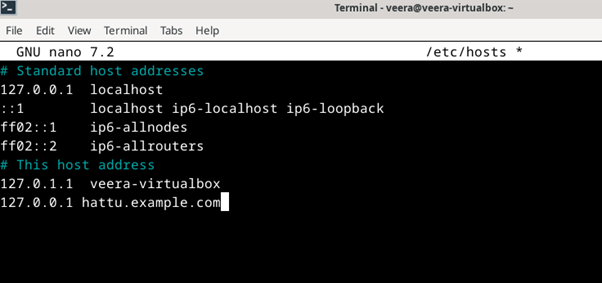 Terminal - veera@veera-virtualbox: ~
File Edit View Terminal Tabs Help
GNU nano 7.2 /etc/hosts *
# Standard host addresses
127.0.0.1 localhost
::1 localhost ip6-localhost ip6-loopback
ff02::1 ip6-allnodes
ff02::2 ip6-allrouters
# This host address
127.0.1.1 veera-virtualbox
127.0.0.1 hattu.example.com